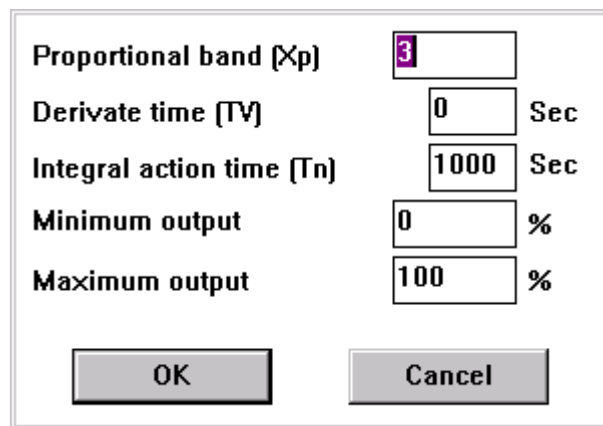 Proportional band (Xp) 3
Derivate time (TV) 0 Sec
Integral action time (Tn) 1000 Sec
Minimum output 0 %
Maximum output 100 %
OK Cancel